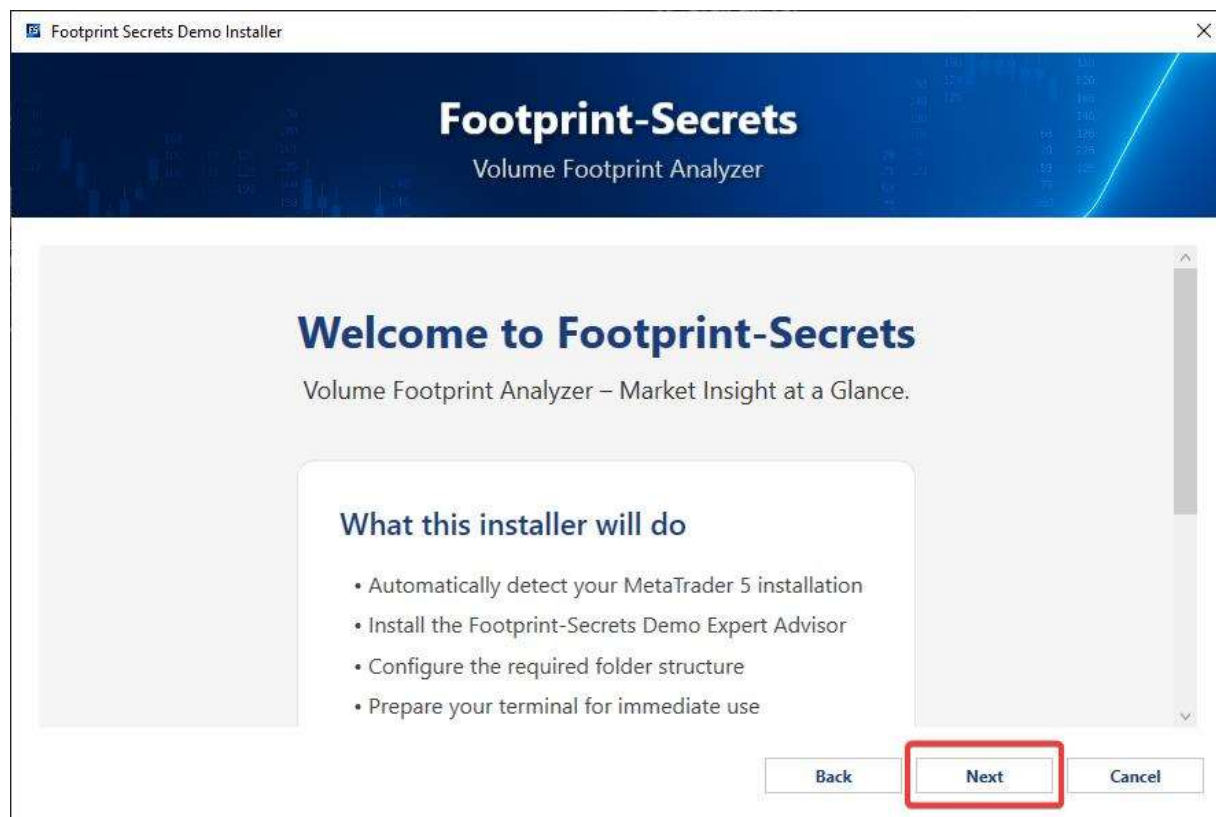 Footprint Secrets Demo Installer
Footprint-Secrets
Volume Footprint Analyzer
Welcome to Footprint-Secrets
Volume Footprint Analyzer – Market Insight at a Glance.
What this installer will do
• Automatically detect your MetaTrader 5 installation
• Install the Footprint-Secrets Demo Expert Advisor
• Configure the required folder structure
• Prepare your terminal for immediate use
Back Next Cancel